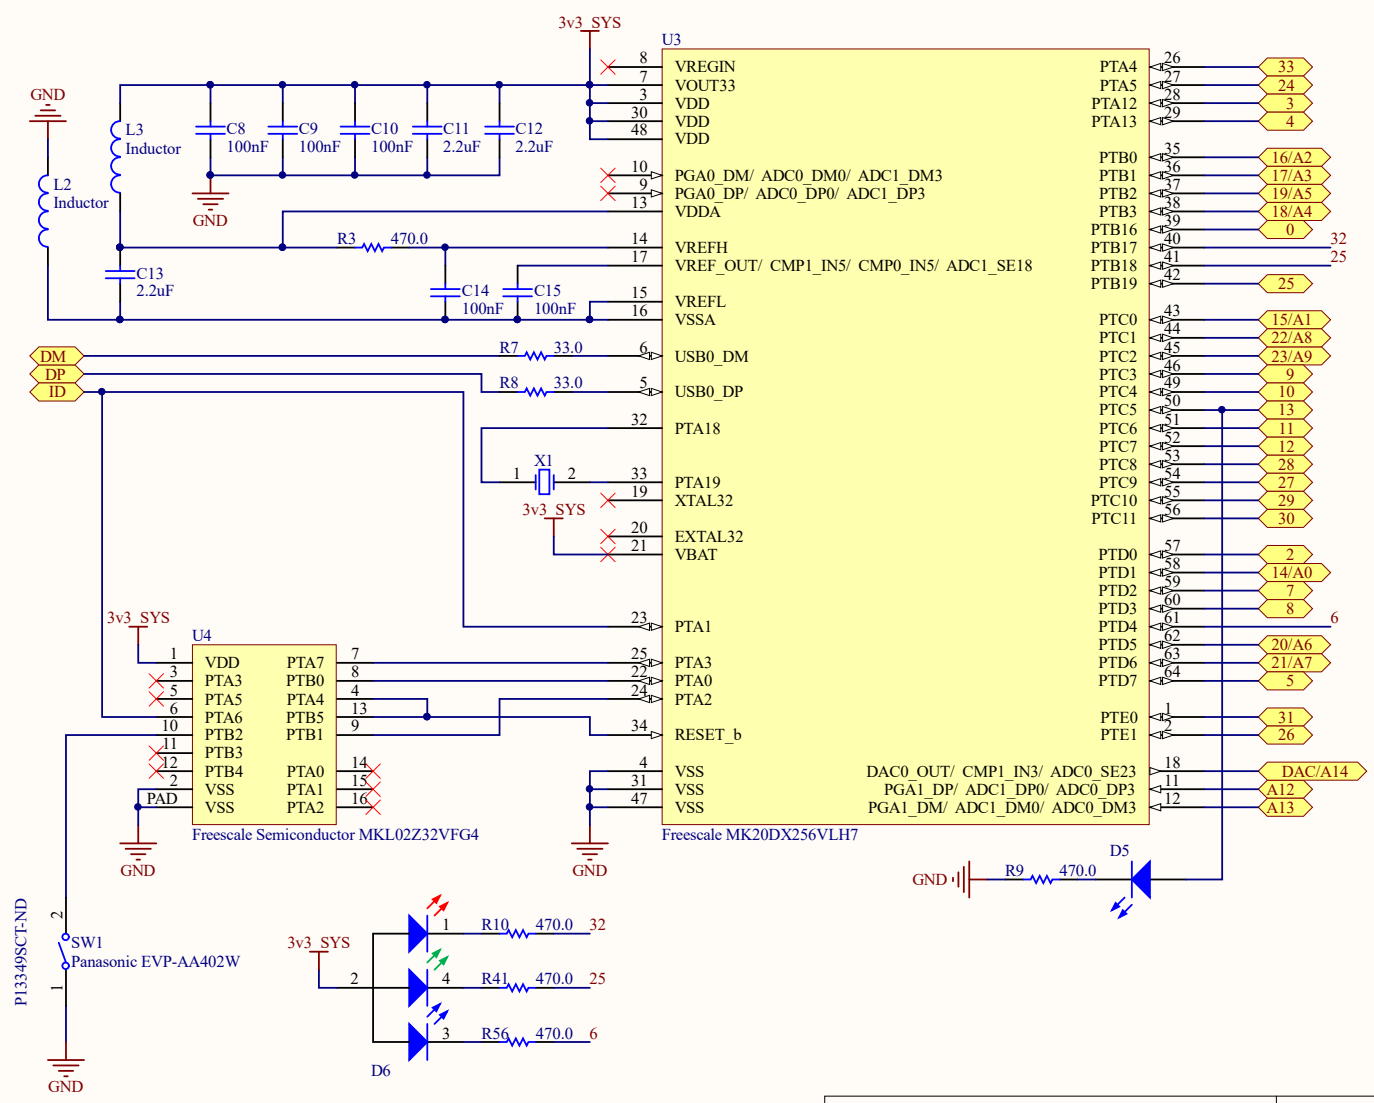 3v3_SYS
U3
8 VREGIN
7 VOUT33
3 VDD
30 VDD
48 VDD
10 PGA0_DM/ ADC0_DM0/ ADC1_DM3
9 PGA0_DP/ ADC0_DP0/ ADC1_DP3
13 VDDA
14 VREFH
17 VREF_OUT/ CMP1_IN5/ CMP0_IN5/ ADC1_SE18
15 VREFL
16 VSSA
6 USB0_DM
5 USB0_DP
32 PTA18
33 PTA19
19 XTAL32
20 EXTAL32
21 VBAT
23 PTA1
25 PTA3
22 PTA0
24 PTA2
34 RESET_b
4 VSS
31 VSS
47 VSS
PTA4 26 33
PTA5 27 24
PTA12 28 3
PTA13 29 4
PTB0 35 16/A2
PTB1 36 17/A3
PTB2 37 19/A5
PTB3 38 18/A4
PTB16 39 0
PTB17 40 32
PTB18 41 25
PTB19 42 25
PTC0 43 15/A1
PTC1 44 22/A8
PTC2 45 23/A9
PTC3 46 9
PTC4 49 10
PTC5 50 13
PTC6 51 11
PTC7 52 12
PTC8 53 28
PTC9 54 27
PTC10 55 29
PTC11 56 30
PTD0 57 2
PTD1 58 14/A0
PTD2 59 7
PTD3 60 8
PTD4 61 6
PTD5 62 20/A6
PTD6 63 21/A7
PTD7 64 5
PTE0 1 31
PTE1 2 26
DAC0_OUT/ CMP1_IN3/ ADC0_SE23 18 DAC/A14
PGA1_DP/ ADC1_DP0/ ADC0_DP3 11 A12
PGA1_DM/ ADC1_DM0/ ADC0_DM3 12 A13
Freescale MK20DX256VLH7
GND
GND
L2
Inductor
L3
Inductor
C8
100nF
C9
100nF
C10
100nF
C11
2.2uF
C12
2.2uF
GND
R3 470.0
C13
2.2uF
C14
100nF
C15
100nF
DM
DP
ID
R7 33.0
R8 33.0
X1
1 2
3v3_SYS
3v3_SYS
U4
1 VDD
3 PTA3
5 PTA5
6 PTA6
10 PTB2
11 PTB3
12 PTB4
2 VSS
PAD VSS
PTA7 7
PTB0 8
PTA4 4
PTB5 13
PTB1 9
PTA0 14
PTA1 15
PTA2 16
Freescale Semiconductor MKL02Z32VFG4
GND
GND R9 470.0 D5
P13349SCT-ND
2
SW1
Panasonic EVP-AA402W
1
GND
3v3_SYS
2
1 R10 470.0 32
4 R41 470.0 25
3 R56 470.0 6
D6